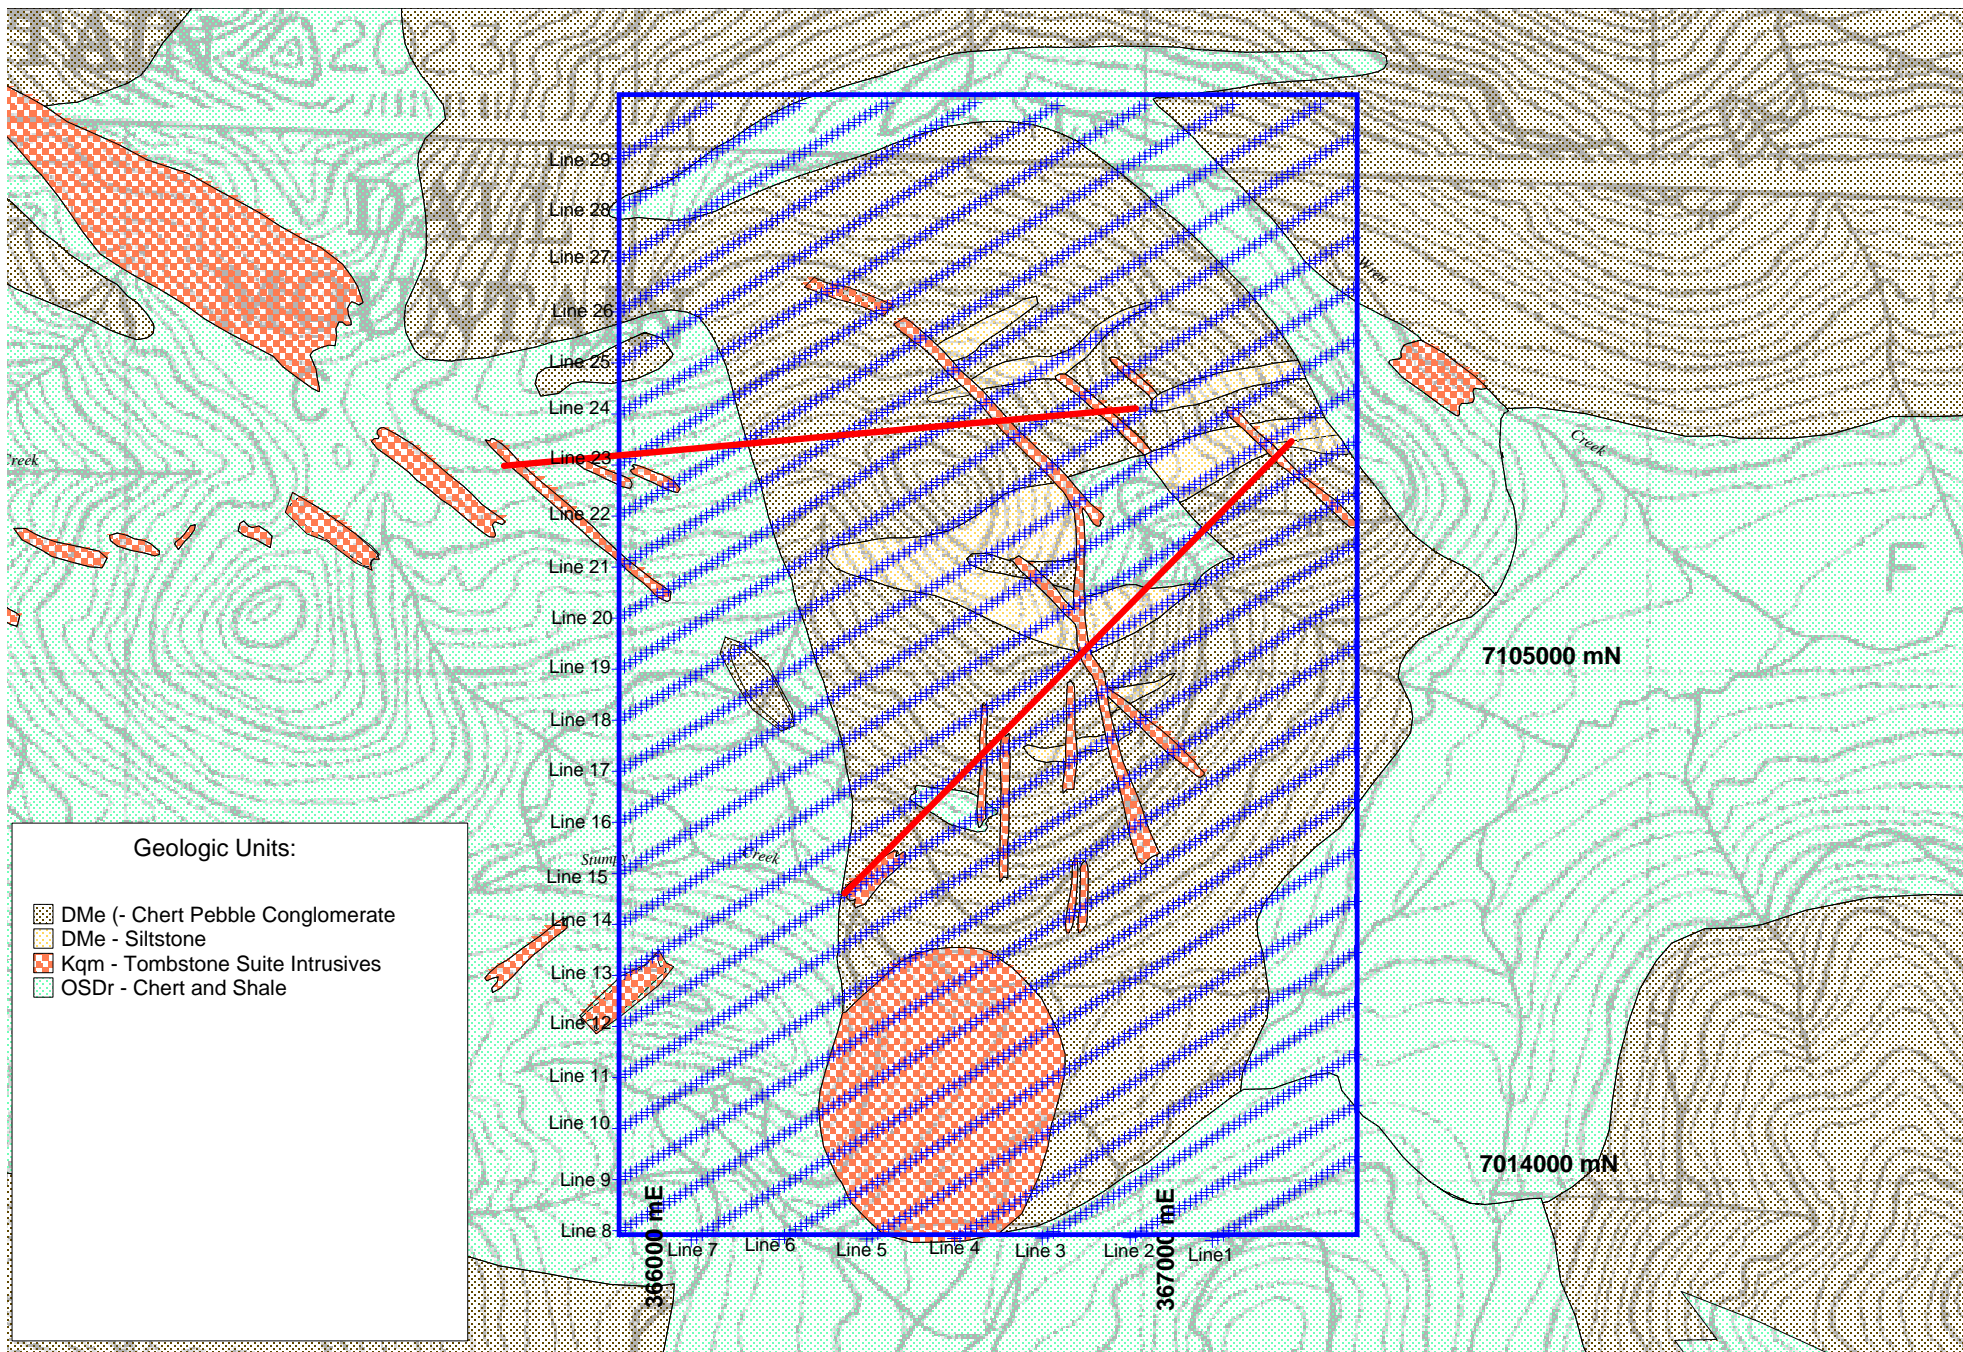 2023
Line 29
Line 28
Line 27
Wren
Line 26
Line 25
Line 24
Creek
Line 23
Creek
Line 22
Line 21
F
Line 20
7105000 mN
Line 19
Line 18
Line 17
Line 16
Geologic Units:
Stumpy Creek
Line 15
DMe (- Chert Pebble Conglomerate
Line 14
DMe - Siltstone
Kqm - Tombstone Suite Intrusives
Line 13
OSDr - Chert and Shale
Line 12
Line 11
Line 10
7014000 mN
Line 9
Line 8
366000 mE
367000 mE
Line 7
Line 6
Line 5
Line 4
Line 3
Line 2
Line1